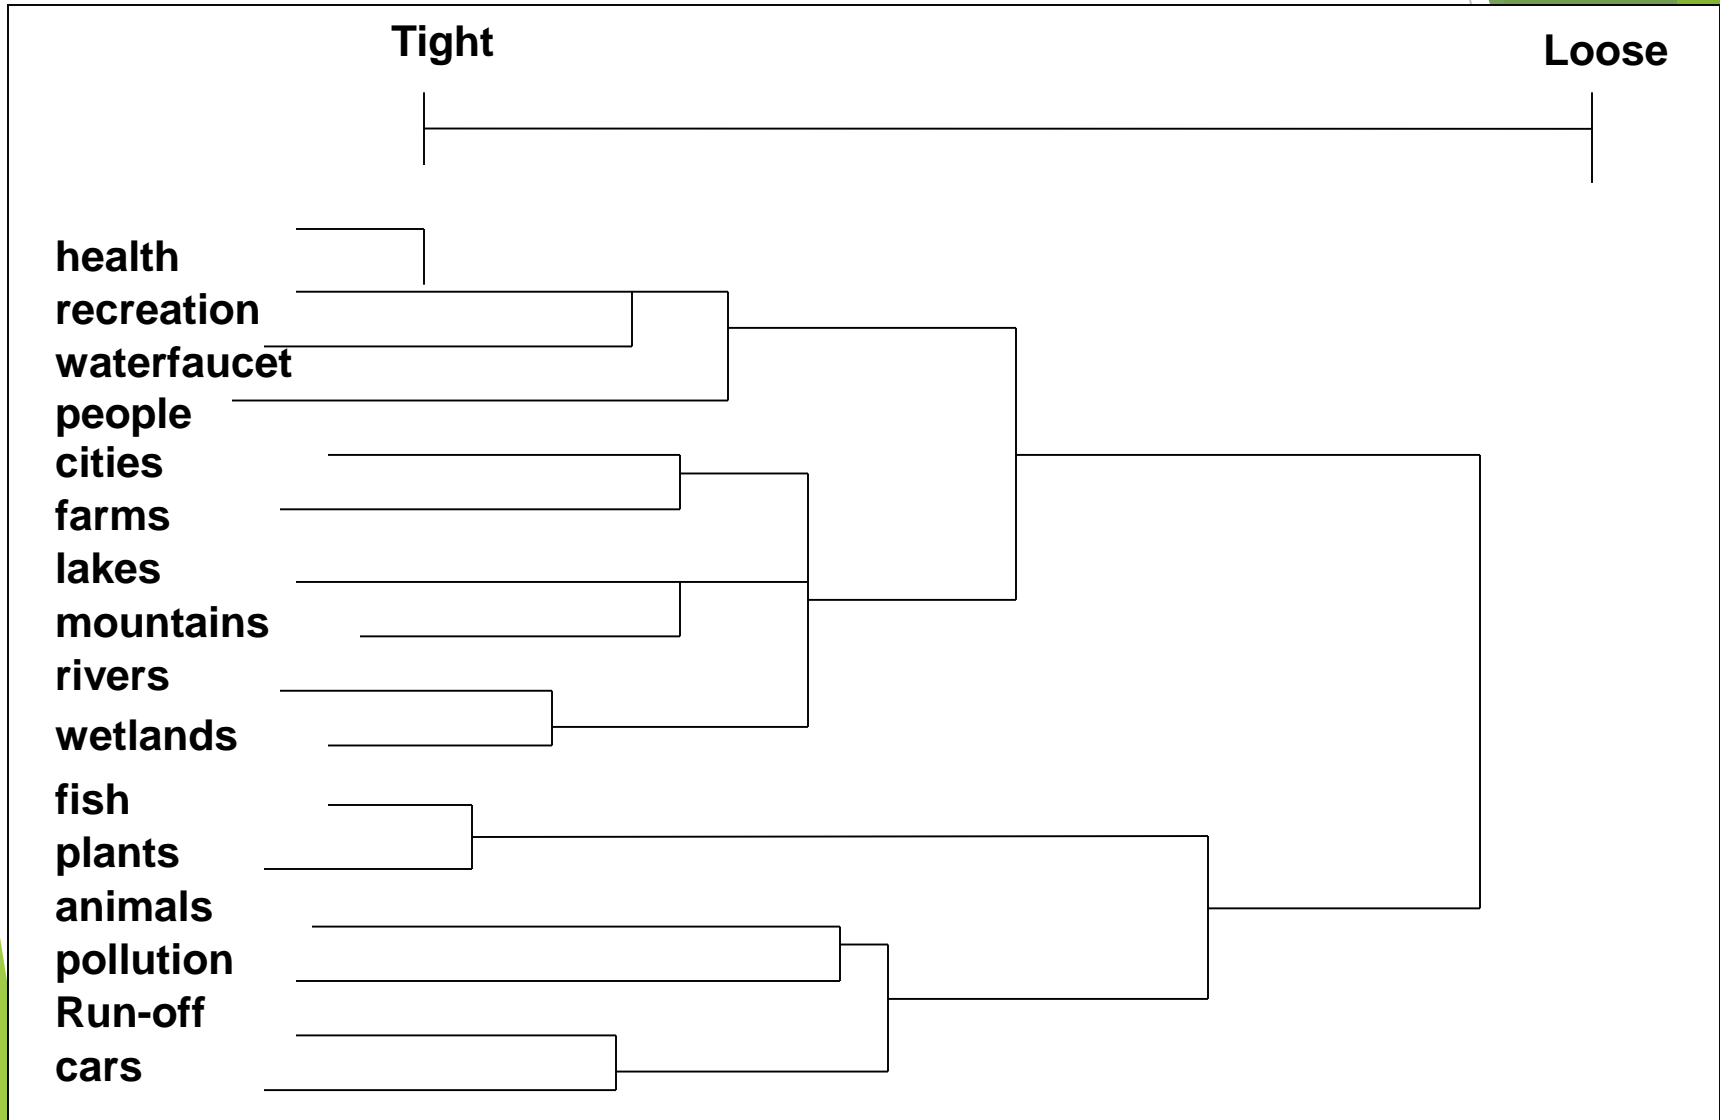 Tight
Loose
health
recreation
waterfaucet
people
cities
farms
lakes
mountains
rivers
wetlands
fish
plants
animals
pollution
Run-off
cars